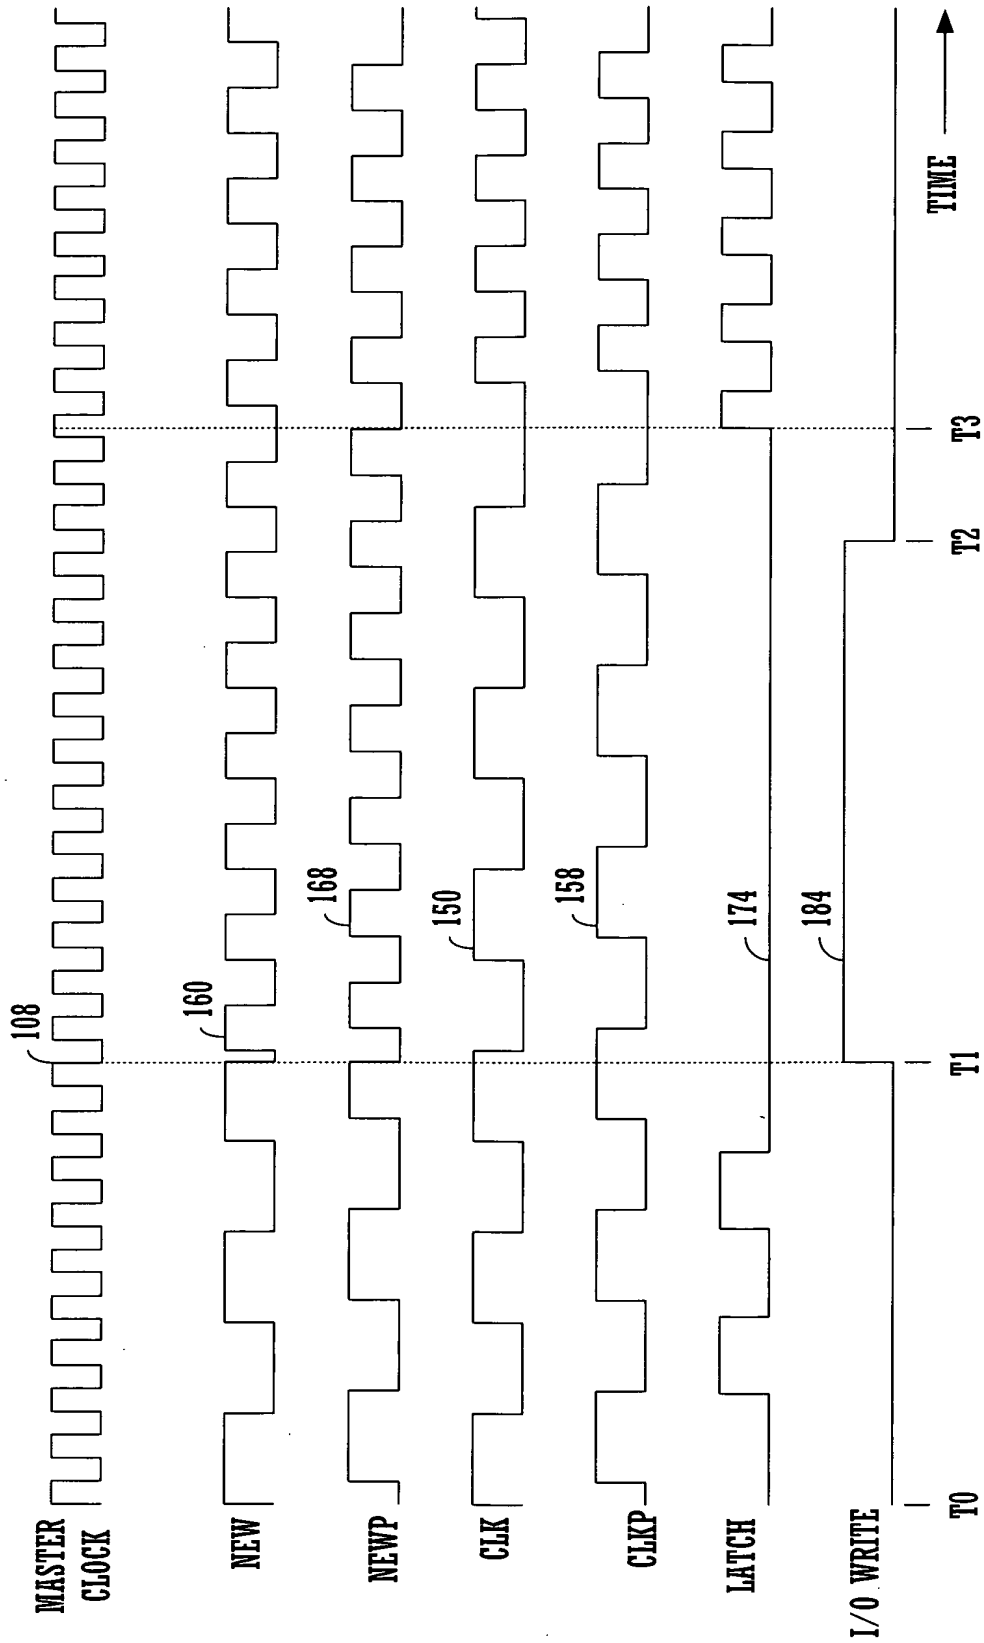 MASTER
CLOCK
108
NEW
160
NEWP
168
CLK
150
CLKP
158
LATCH
174
I/O WRITE
184
T0
T1
T2
T3
TIME